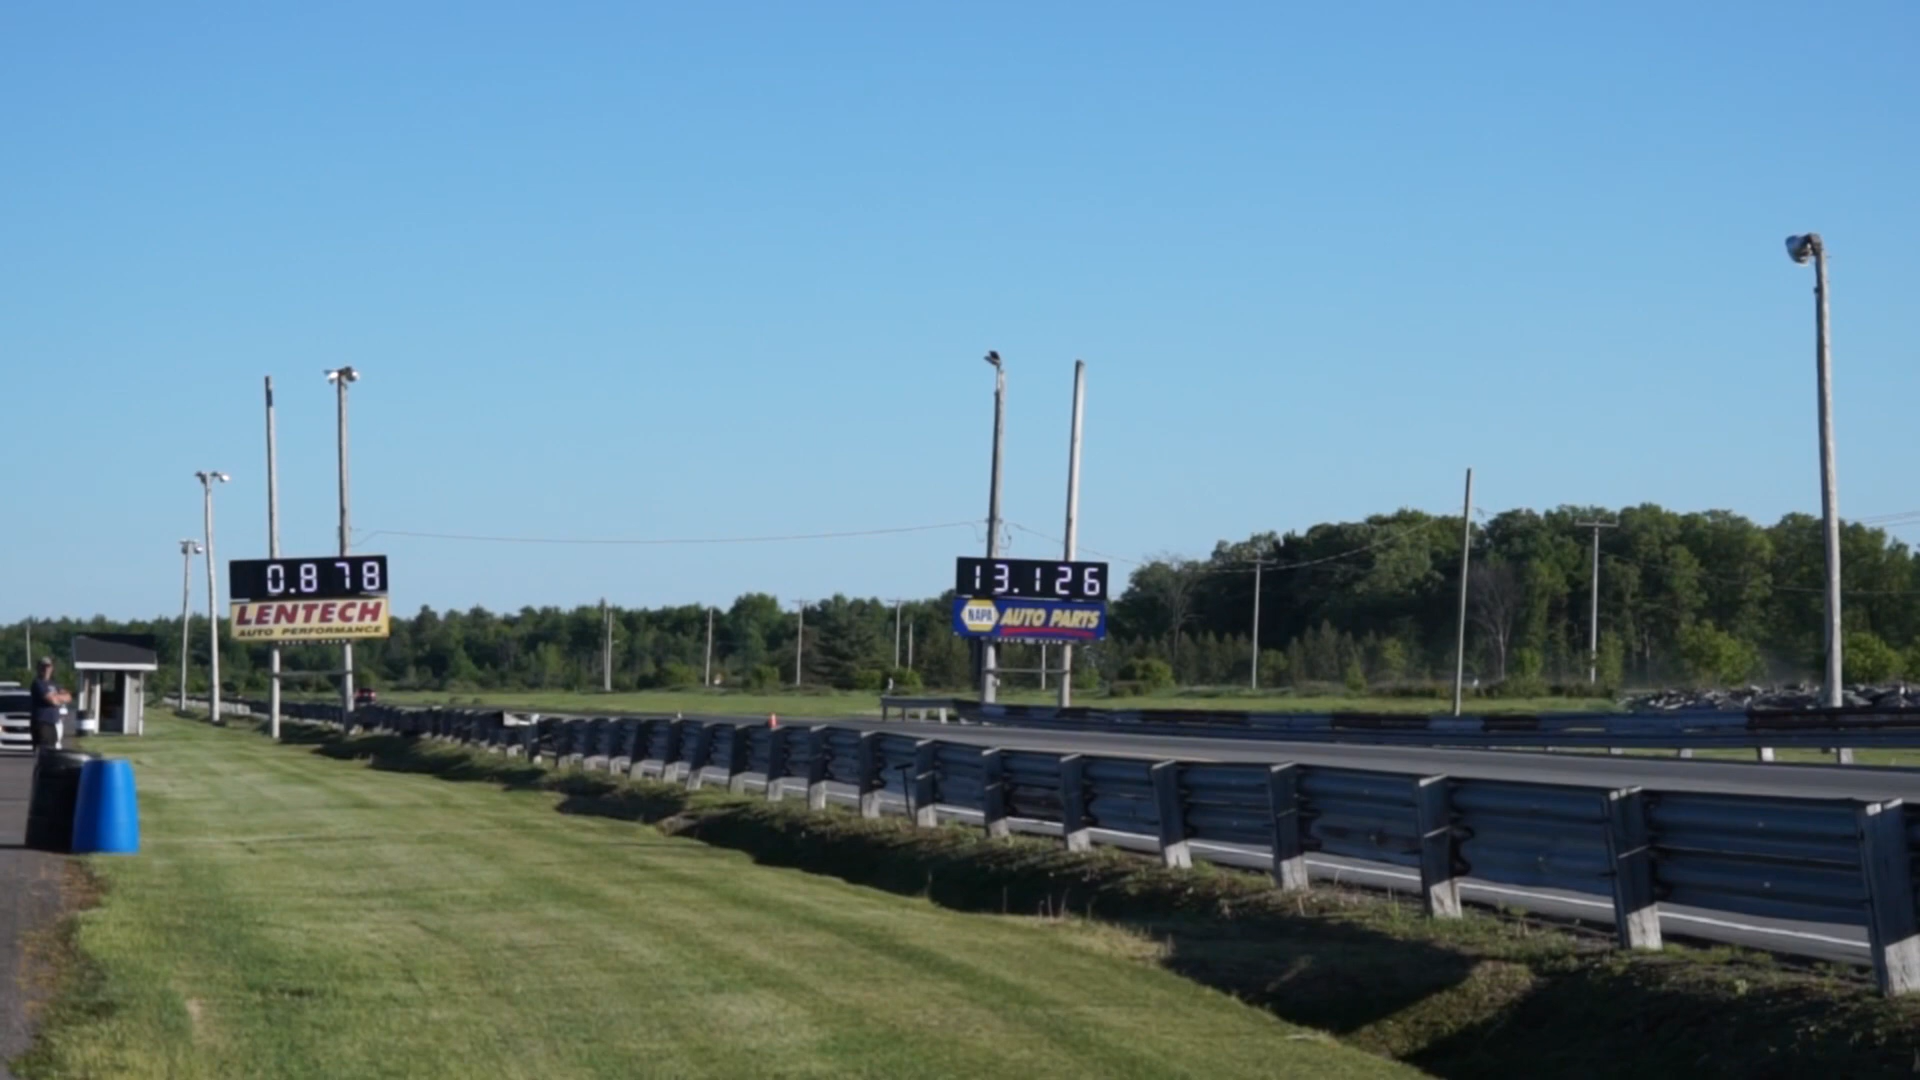 0.878
LENTECH
AUTO PERFORMANCE
13.126
NAPA AUTO PARTS